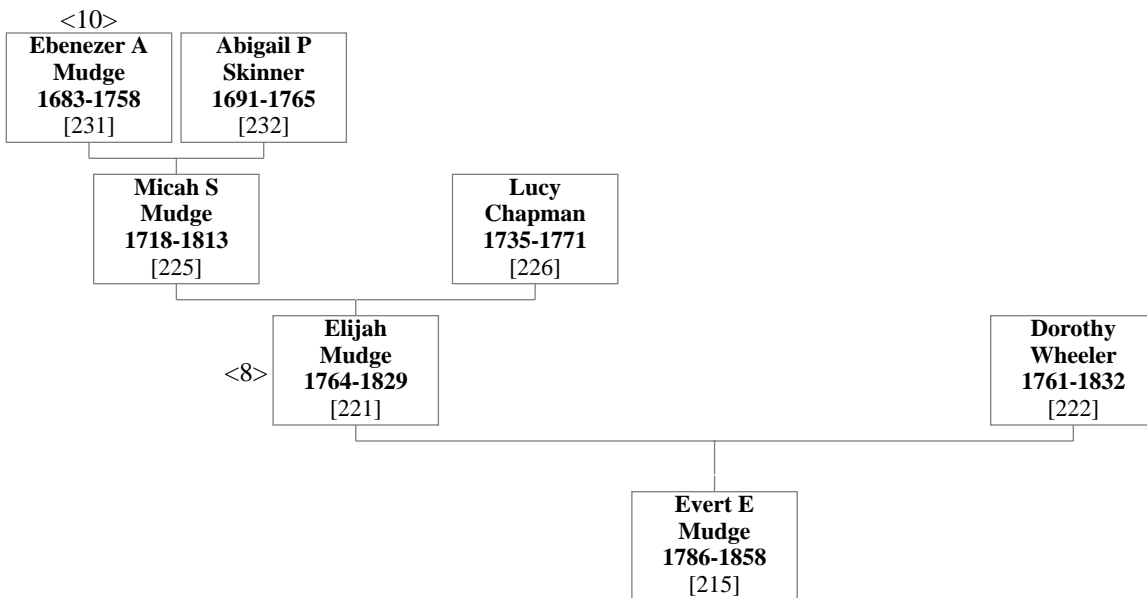 <10>
Ebenezer A
Mudge
1683-1758
[231]
Abigail P
Skinner
1691-1765
[232]
Micah S
Mudge
1718-1813
[225]
Lucy
Chapman
1735-1771
[226]
<8>
Elijah
Mudge
1764-1829
[221]
Dorothy
Wheeler
1761-1832
[222]
Evert E
Mudge
1786-1858
[215]